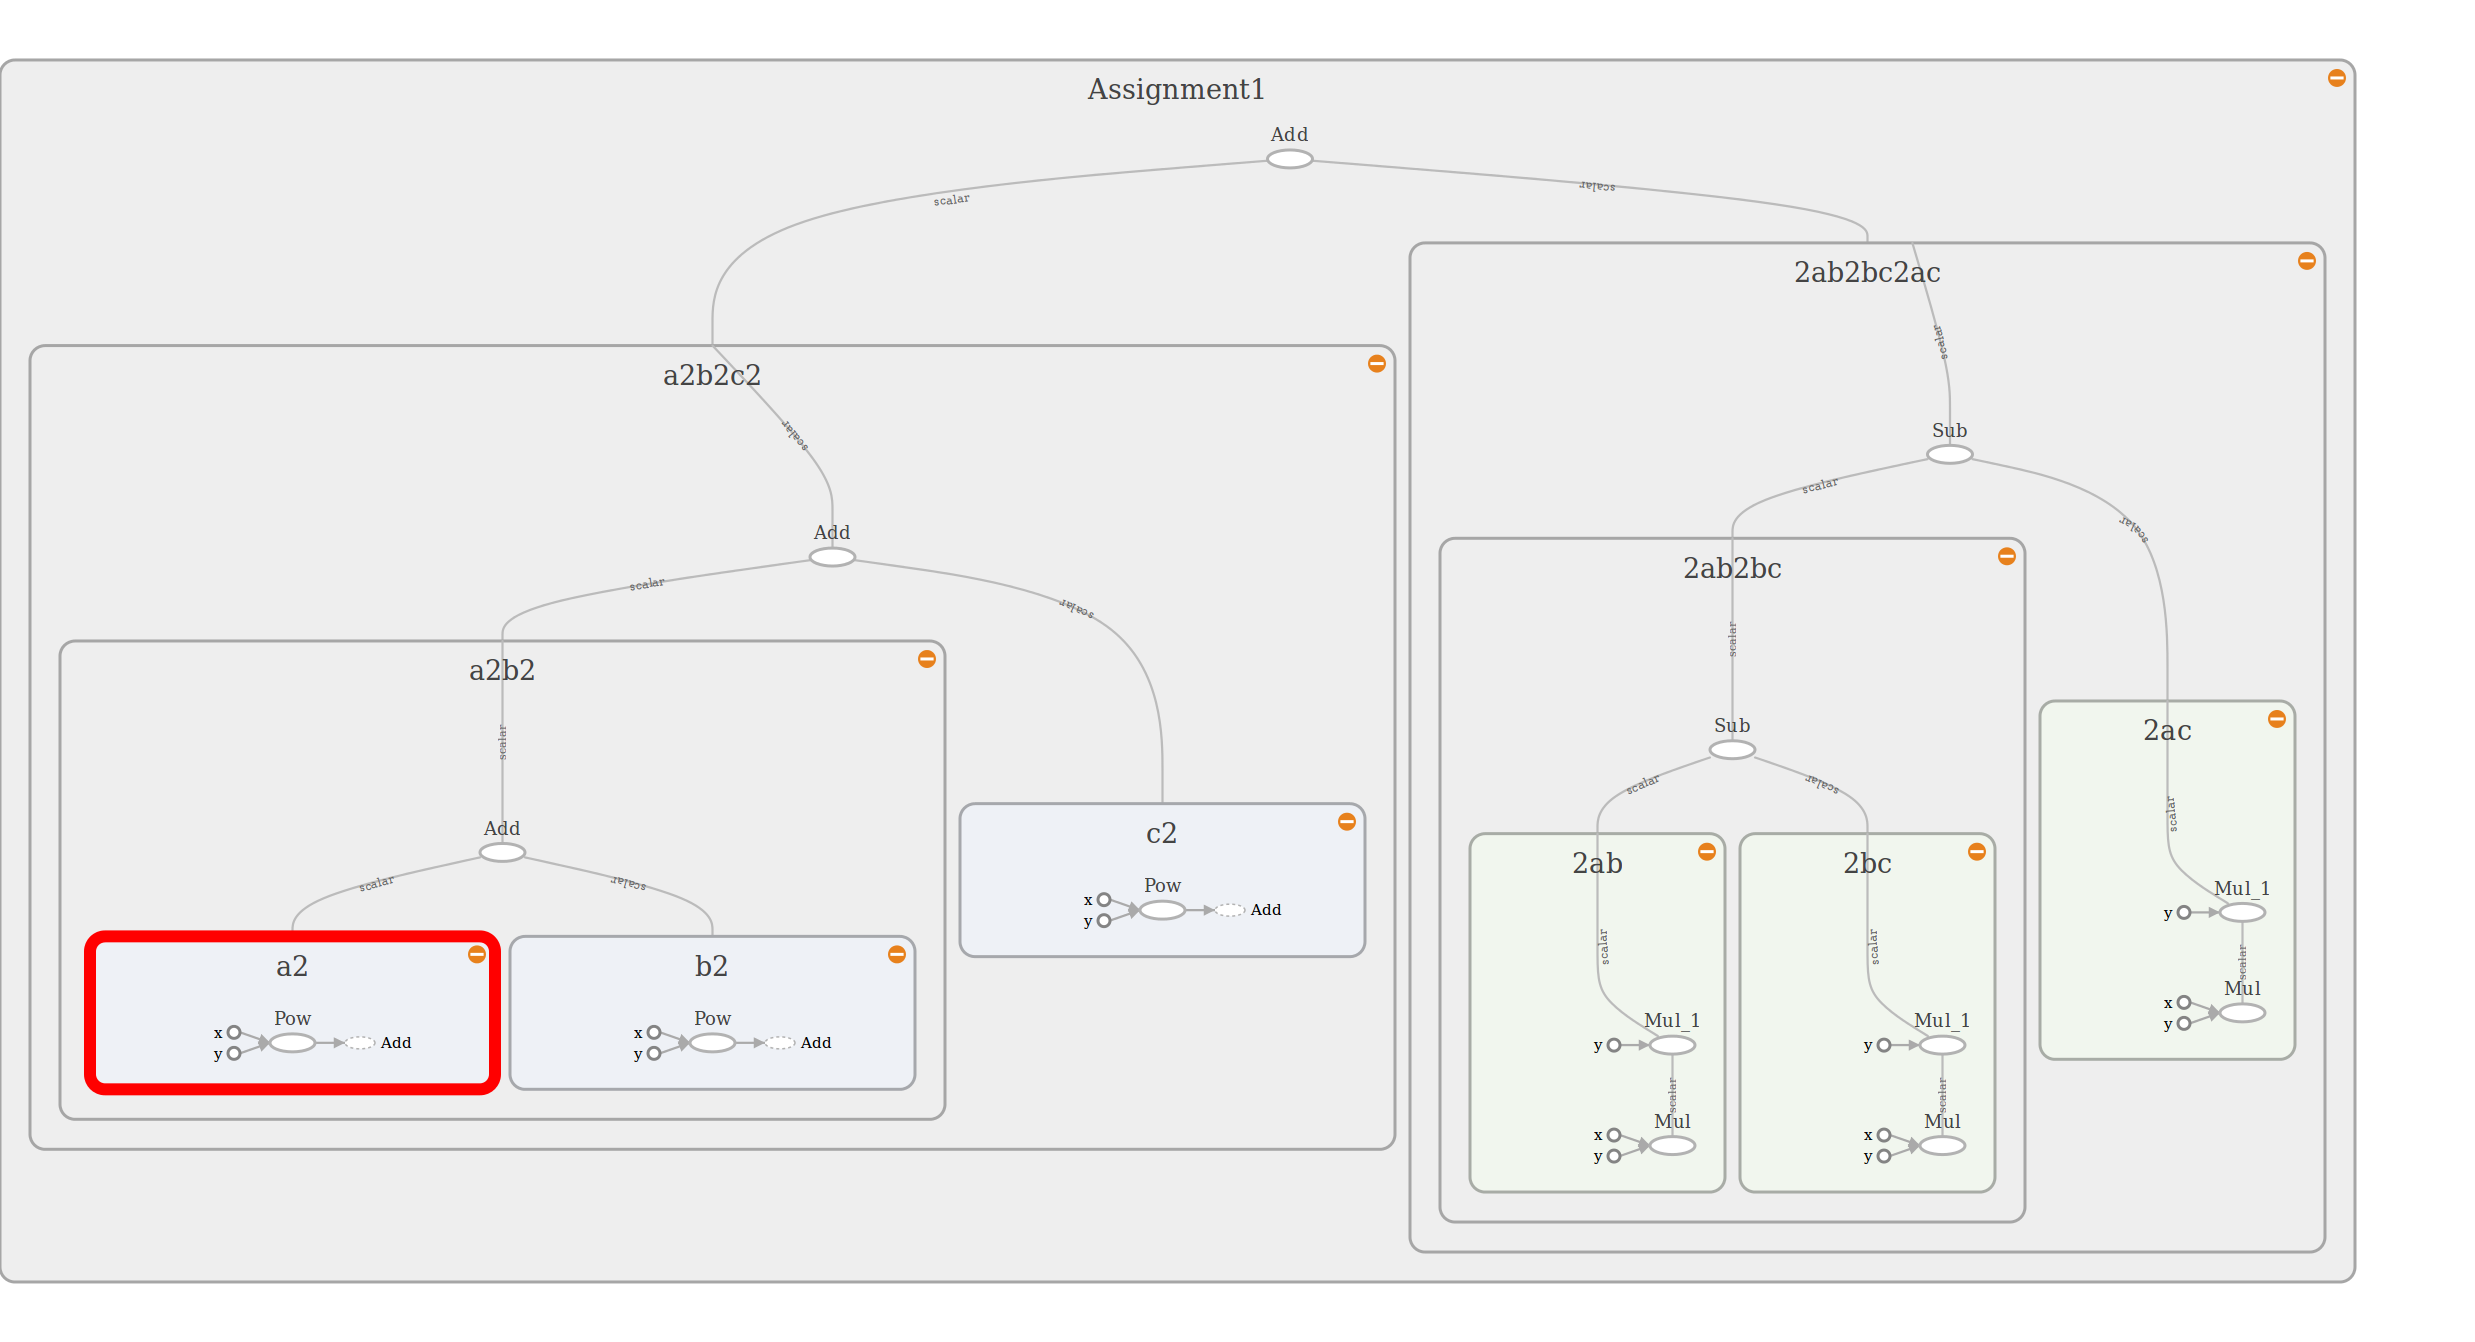 Assignment1
Add
scalar
scalar
2ab2bc2ac
scalar
a2b2c2
scalar
Sub
scalar
scalar
Add
scalar
scalar
2ab2bc
scalar
a2b2
scalar
Sub
scalar
scalar
2ac
scalar
Mul_1
y
scalar
Mul
x
y
Add
scalar
scalar
c2
Pow
x
y
Add
2ab
scalar
Mul_1
y
scalar
Mul
x
y
2bc
scalar
Mul_1
y
scalar
Mul
x
y
a2
Pow
x
y
Add
b2
Pow
x
y
Add